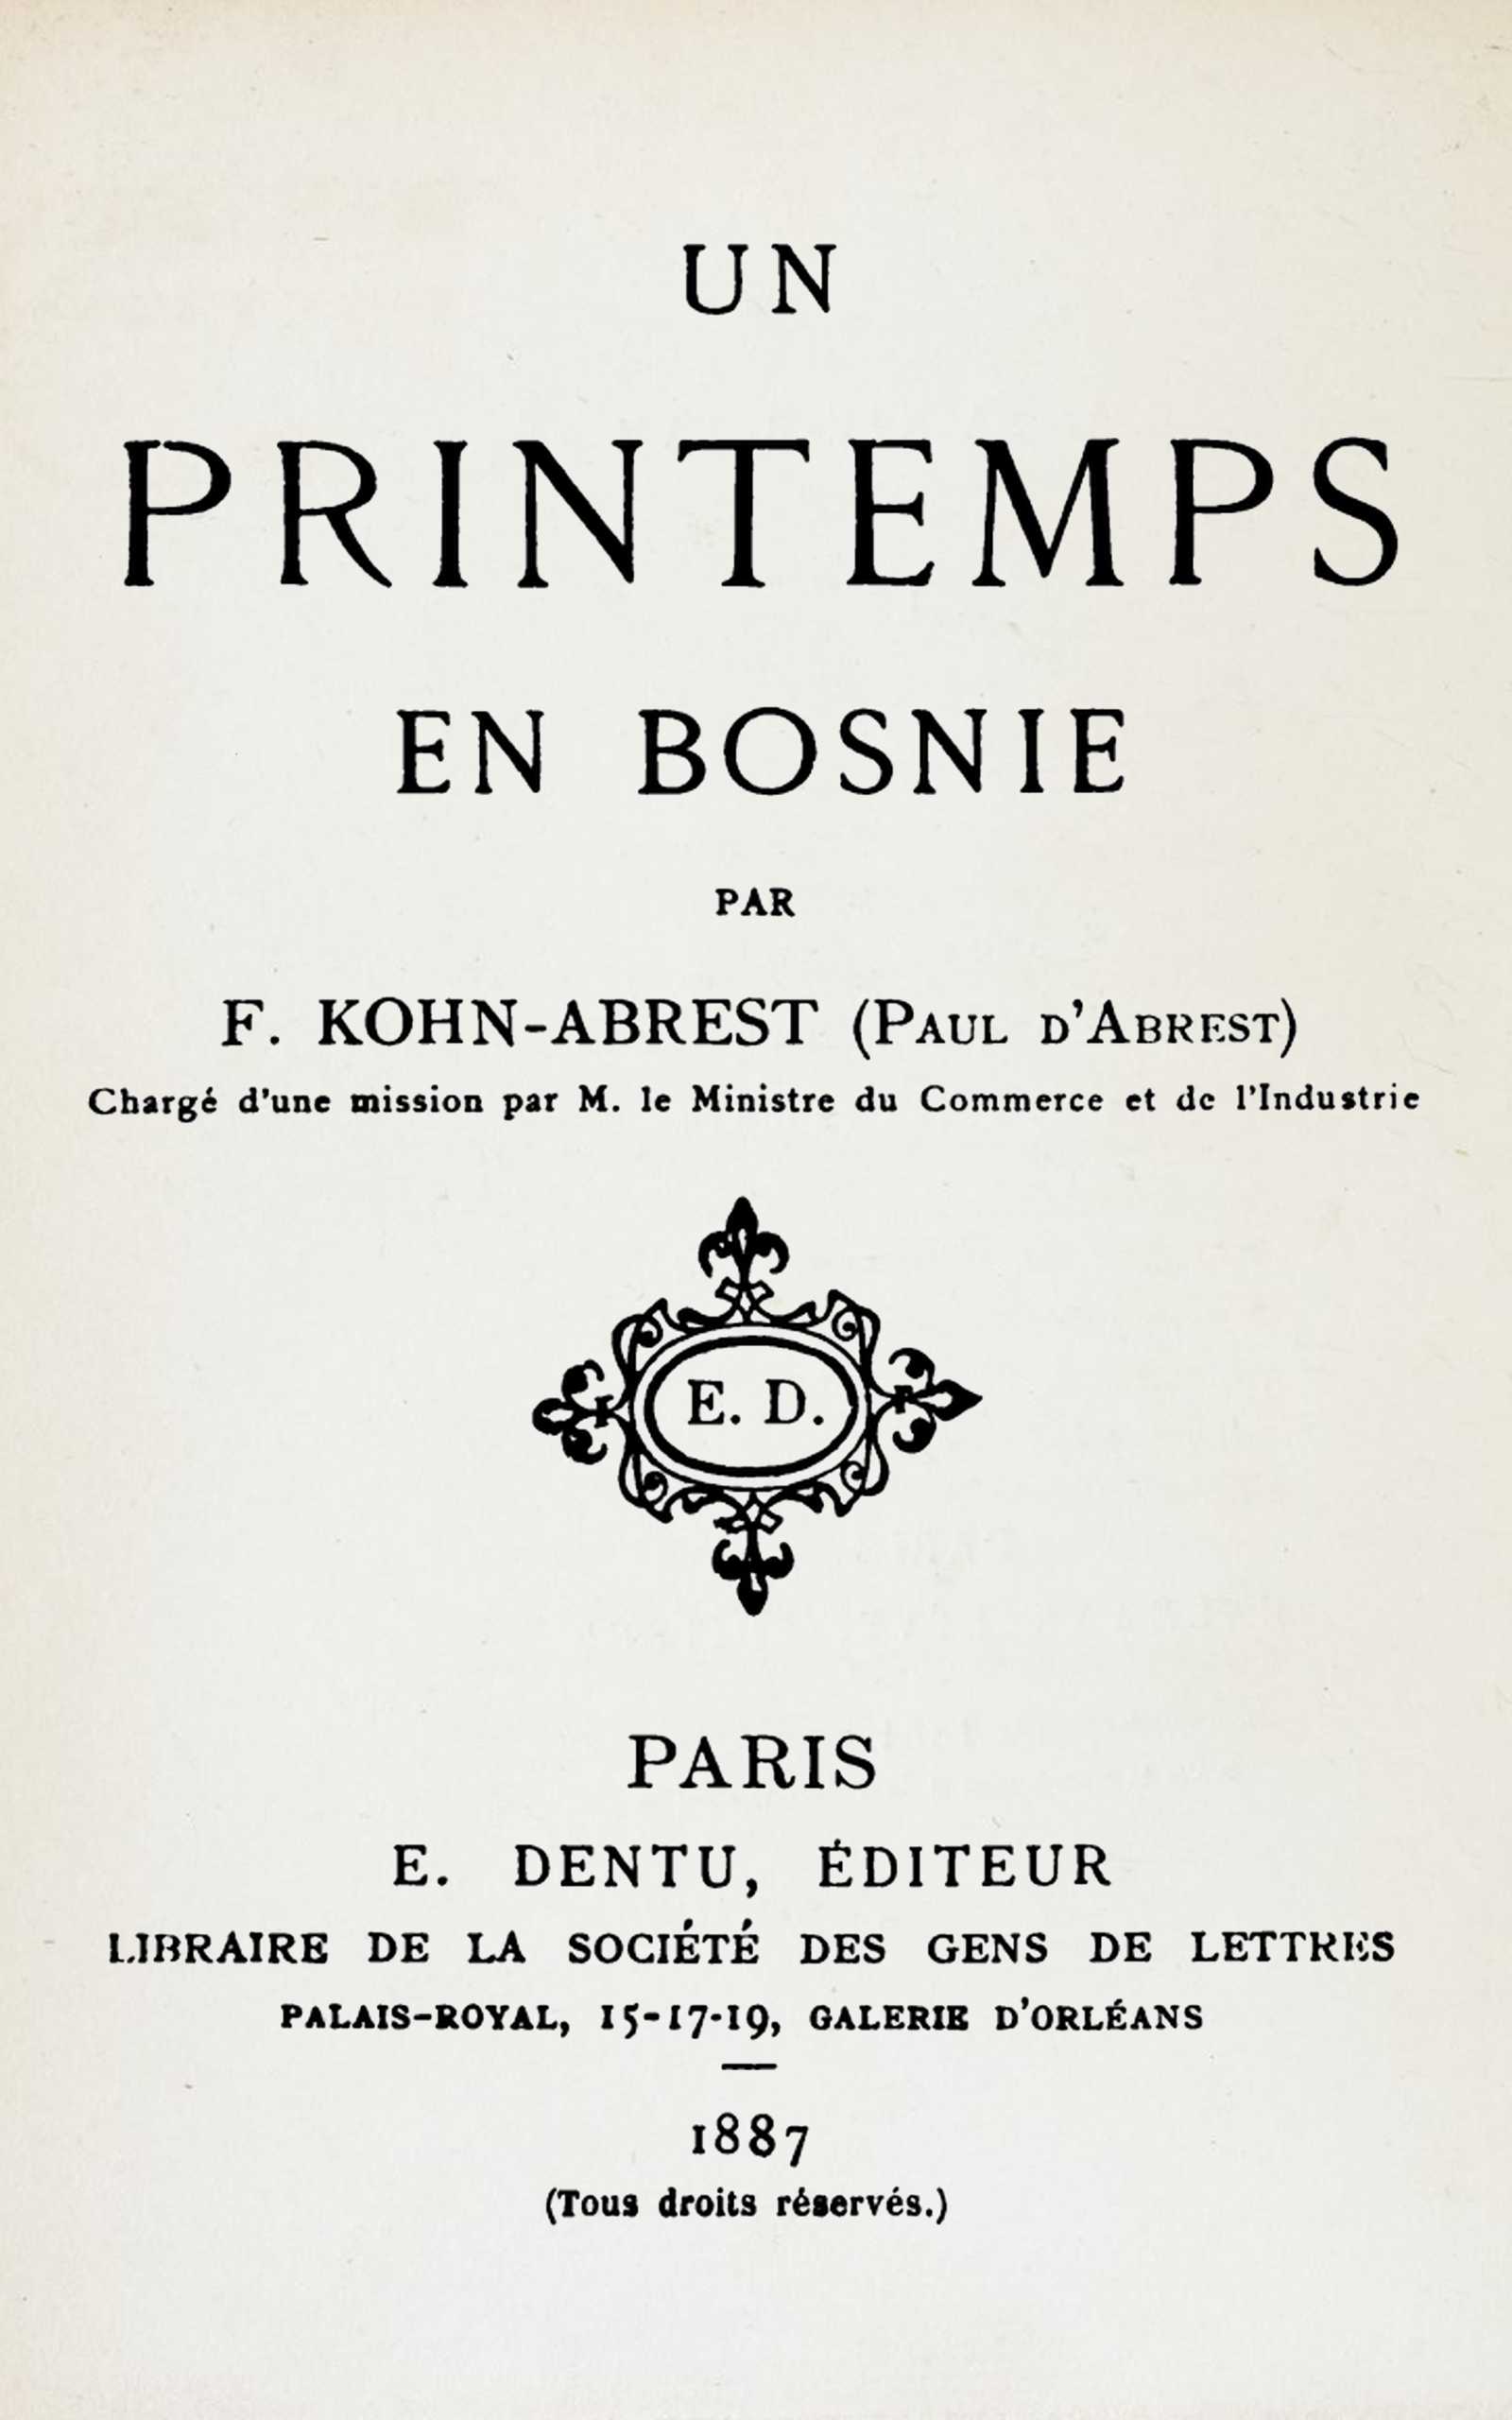 UN
PRINTEMPS
EN BOSNIE
PAR
F. KOHN-ABREST (PAUL D'ABREST)
Chargé d'une mission par M. le Ministre du Commerce et de l'Industrie
E. D.
PARIS
E. DENTU, ÉDITEUR
LIBRAIRE DE LA SOCIÉTÉ DES GENS DE LETTRES
PALAIS-ROYAL, 15-17-19, GALERIE D'ORLÉANS
1887
(Tous droits réservés.)